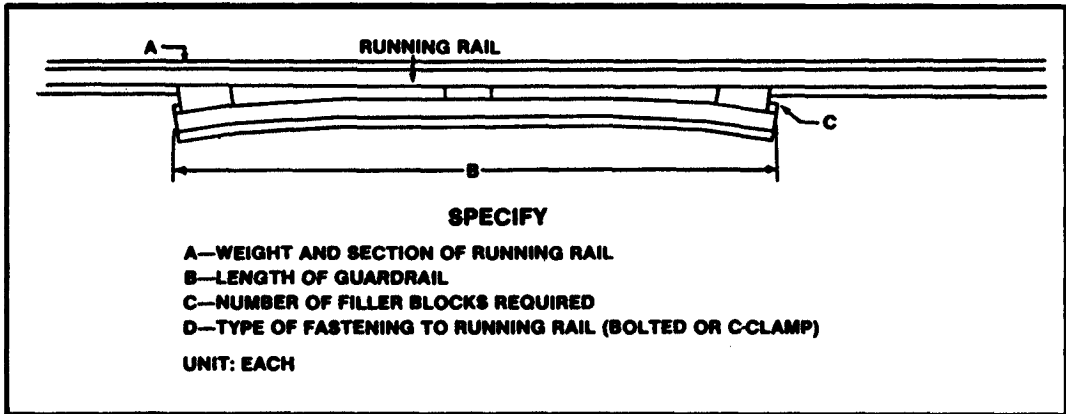 A
RUNNING RAIL
C
B
SPECIFY
A—WEIGHT AND SECTION OF RUNNING RAIL
B—LENGTH OF GUARDRAIL
C—NUMBER OF FILLER BLOCKS REQUIRED
D—TYPE OF FASTENING TO RUNNING RAIL (BOLTED OR C-CLAMP)
UNIT: EACH